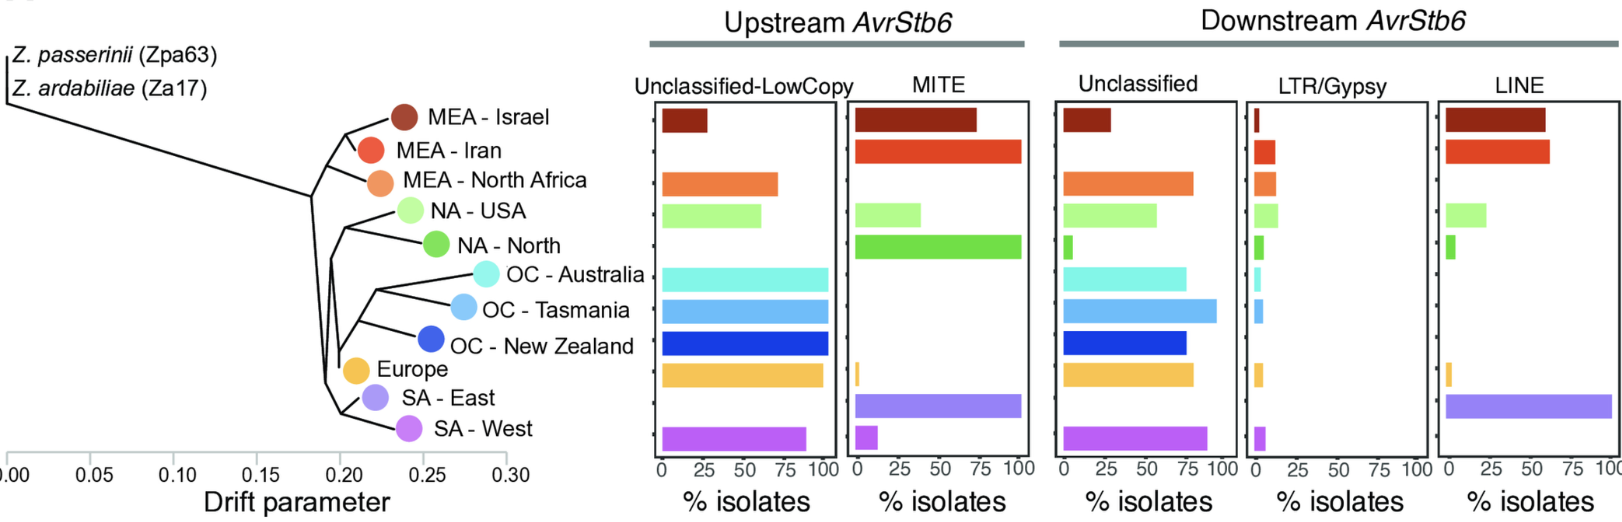 Upstream AvrStb6
Downstream AvrStb6
Z. passerinii (Zpa63)
Z. ardabiliae (Za17)
Unclassified-LowCopy
MITE
Unclassified
LTR/Gypsy
LINE
MEA - Israel
MEA - Iran
MEA - North Africa
NA - USA
NA - North
OC - Australia
OC - Tasmania
OC - New Zealand
Europe
SA - East
SA - West
0.00 0.05 0.10 0.15 0.20 0.25 0.30
Drift parameter
0 25 50 75 100
% isolates
0 25 50 75 100
% isolates
0 25 50 75 100
% isolates
0 25 50 75 100
% isolates
0 25 50 75 100
% isolates